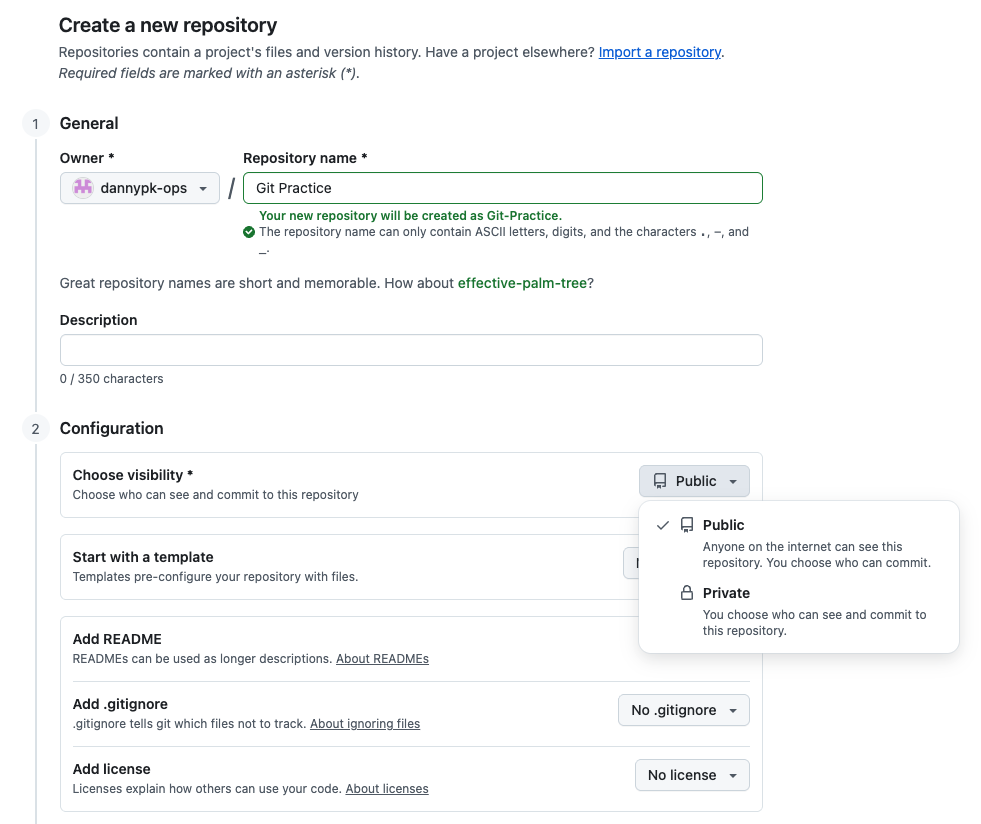 Create a new repository
Repositories contain a project's files and version history. Have a project elsewhere? Import a repository.
Required fields are marked with an asterisk (*).
1
General
Owner *
Repository name *
dannypk-ops
/
Git Practice
Your new repository will be created as Git-Practice.
The repository name can only contain ASCII letters, digits, and the characters ., –, and
_.
Great repository names are short and memorable. How about effective-palm-tree?
Description
0 / 350 characters
2
Configuration
Choose visibility *
Choose who can see and commit to this repository
Public
Public
Anyone on the internet can see this
repository. You choose who can commit.
Private
You choose who can see and commit to
this repository.
Start with a template
Templates pre-configure your repository with files.
Add README
READMEs can be used as longer descriptions. About READMEs
Add .gitignore
.gitignore tells git which files not to track. About ignoring files
No .gitignore
Add license
Licenses explain how others can use your code. About licenses
No license